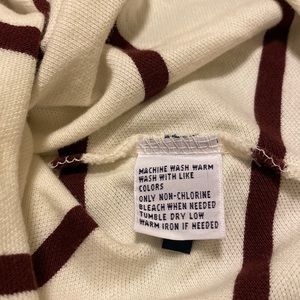 MACHINE WASH WARM
WASH WITH LIKE
COLORS
ONLY NON-CHLORINE
BLEACH WHEN NEEDED
TUMBLE DRY LOW
WARM IRON IF NEEDED